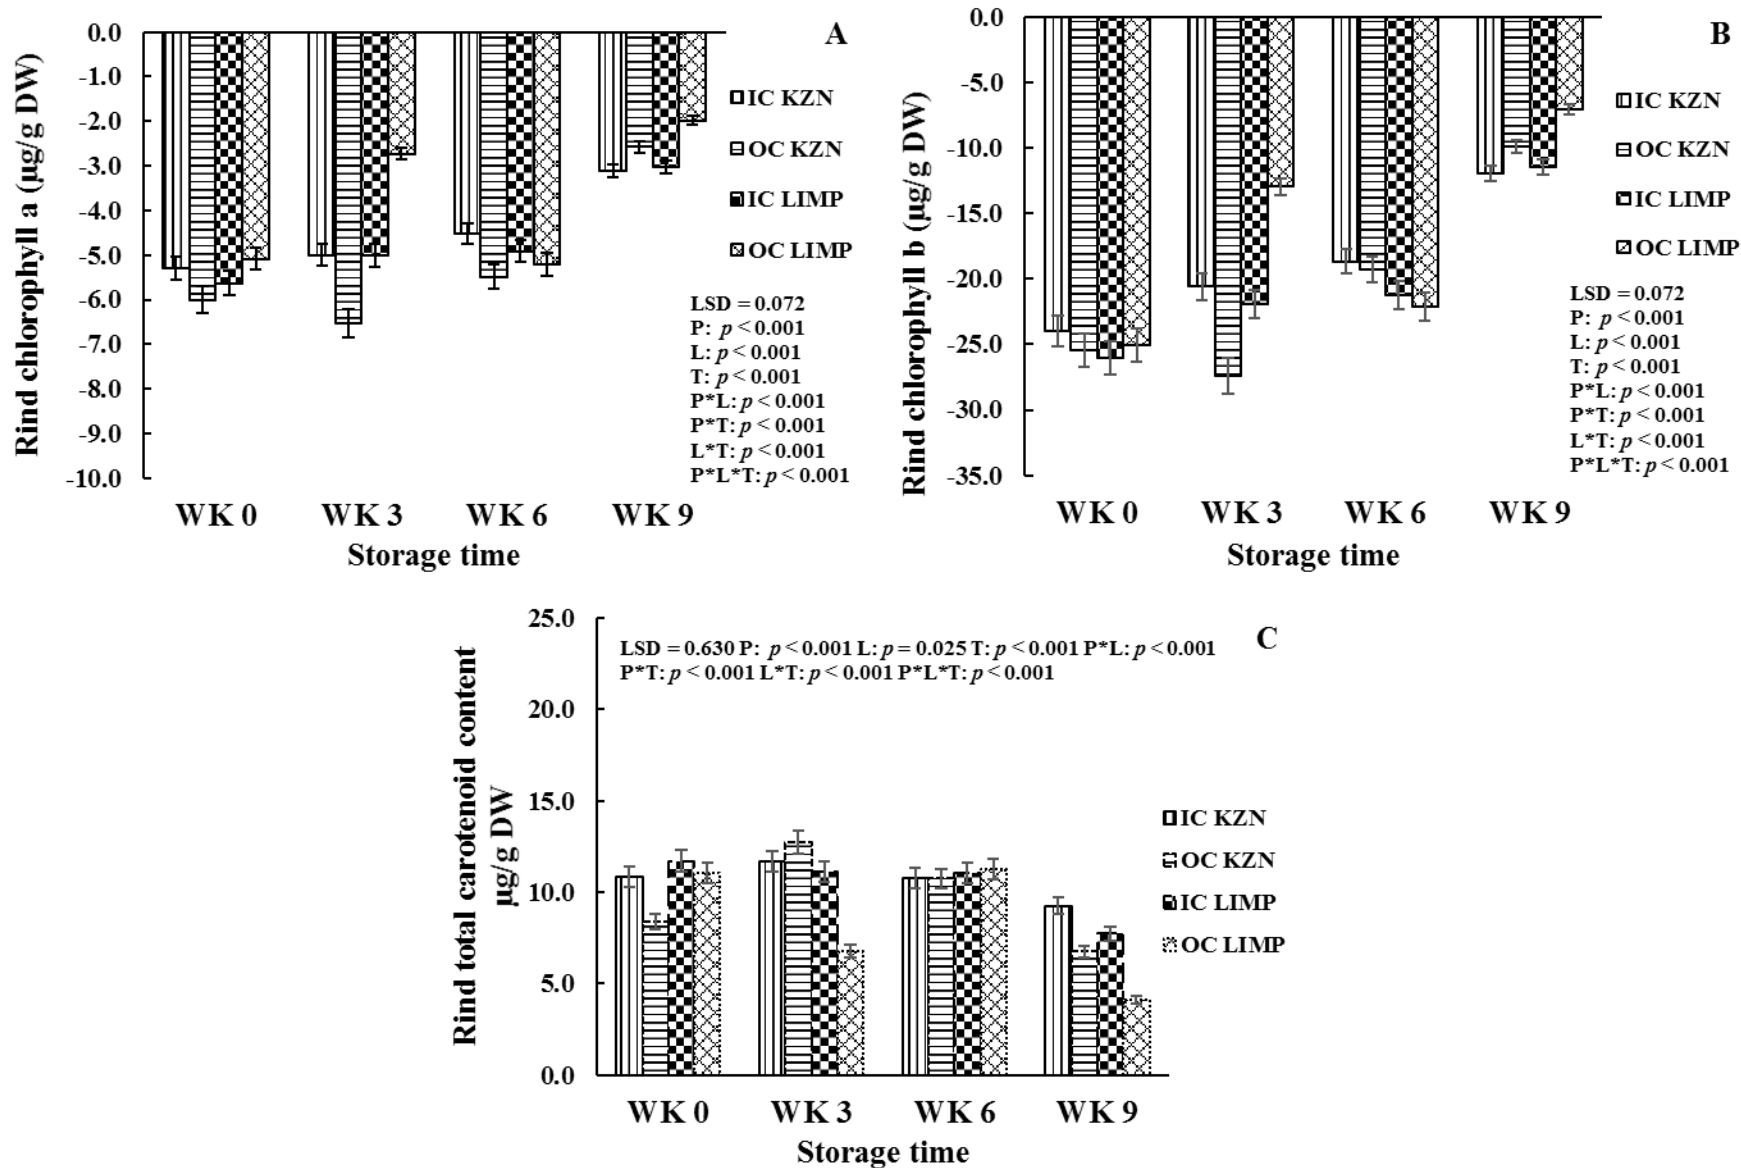 A
Rind chlorophyll a (µg/g DW)
0.0
-1.0
-2.0
-3.0
-4.0
-5.0
-6.0
-7.0
-8.0
-9.0
-10.0
IC KZN
OC KZN
IC LIMP
OC LIMP
LSD = 0.072
P: p < 0.001
L: p < 0.001
T: p < 0.001
P*L: p < 0.001
P*T: p < 0.001
L*T: p < 0.001
P*L*T: p < 0.001
WK 0 WK 3 WK 6 WK 9
Storage time
B
Rind chlorophyll b (µg/g DW)
0.0
-5.0
-10.0
-15.0
-20.0
-25.0
-30.0
-35.0
IC KZN
OC KZN
IC LIMP
OC LIMP
LSD = 0.072
P: p < 0.001
L: p < 0.001
T: p < 0.001
P*L: p < 0.001
P*T: p < 0.001
L*T: p < 0.001
P*L*T: p < 0.001
WK 0 WK 3 WK 6 WK 9
Storage time
C
Rind total carotenoid content
µg/g DW
25.0
20.0
15.0
10.0
5.0
0.0
LSD = 0.630 P: p < 0.001 L: p = 0.025 T: p < 0.001 P*L: p < 0.001
P*T: p < 0.001 L*T: p < 0.001 P*L*T: p < 0.001
IC KZN
OC KZN
IC LIMP
OC LIMP
WK 0 WK 3 WK 6 WK 9
Storage time